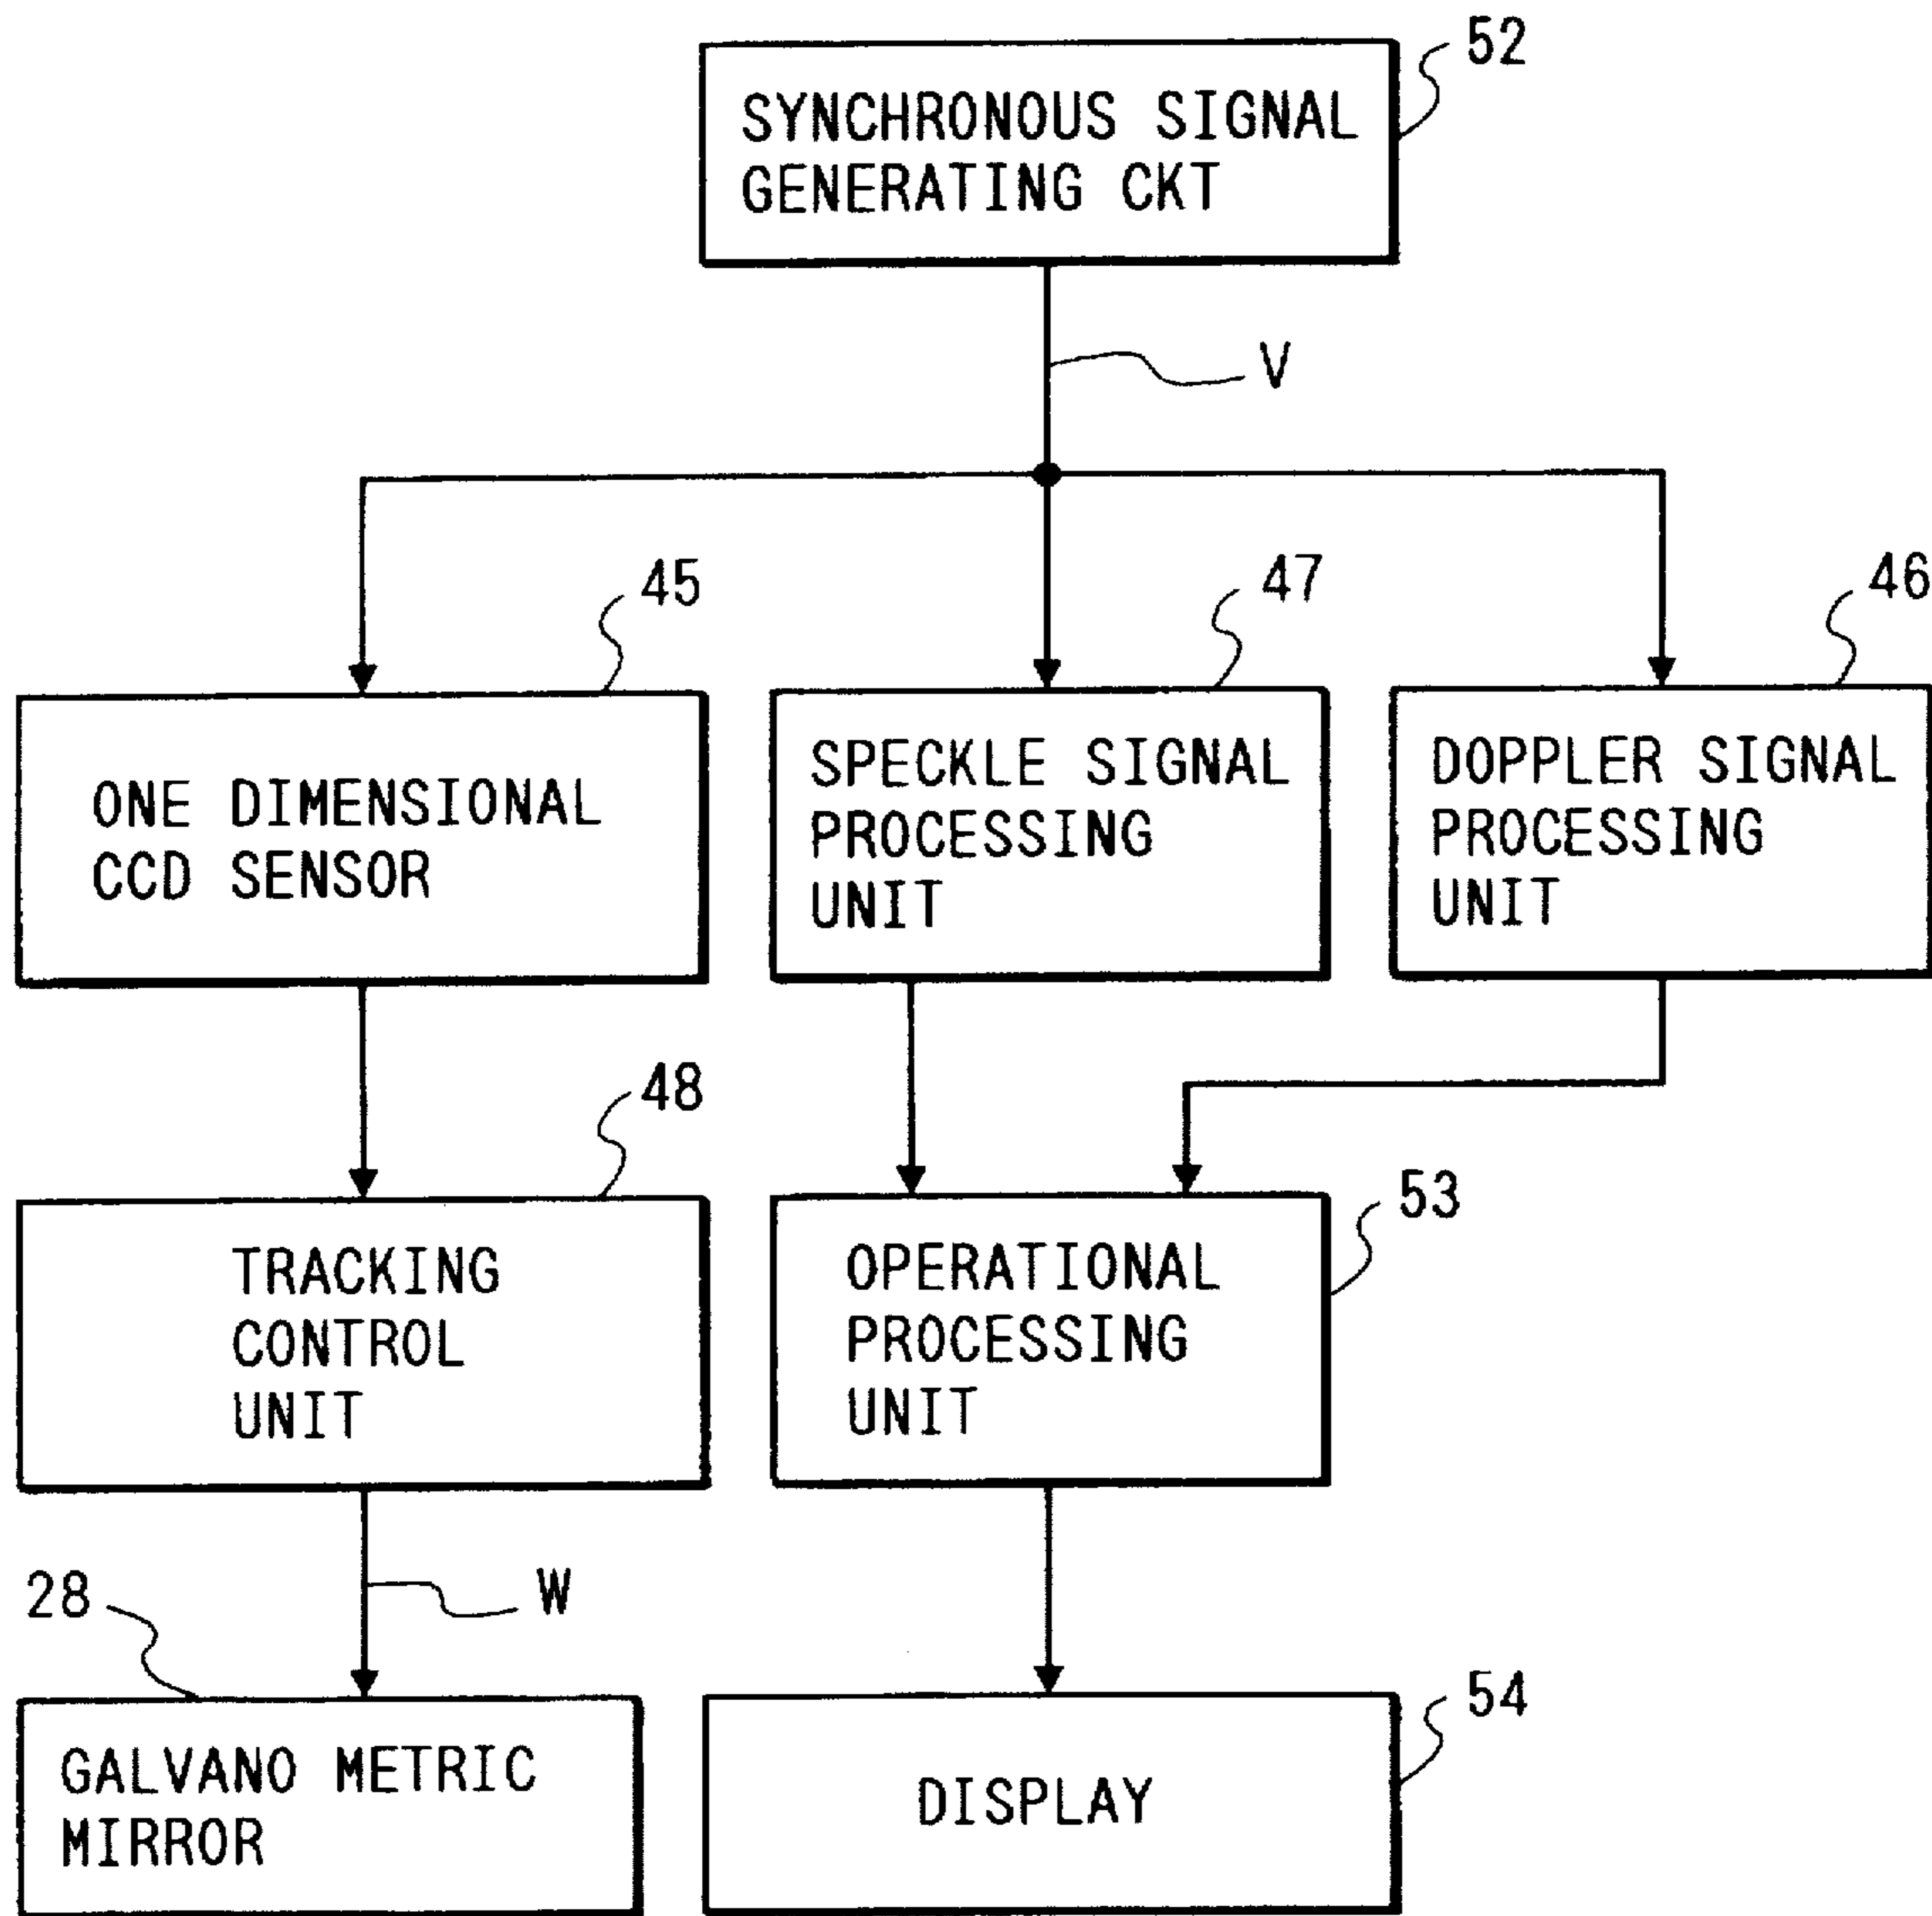 52
SYNCHRONOUS SIGNAL
GENERATING CKT
V
45
47
46
ONE DIMENSIONAL
CCD SENSOR
SPECKLE SIGNAL
PROCESSING
UNIT
DOPPLER SIGNAL
PROCESSING
UNIT
48
53
TRACKING
CONTROL
UNIT
OPERATIONAL
PROCESSING
UNIT
28
W
54
GALVANO METRIC
MIRROR
DISPLAY